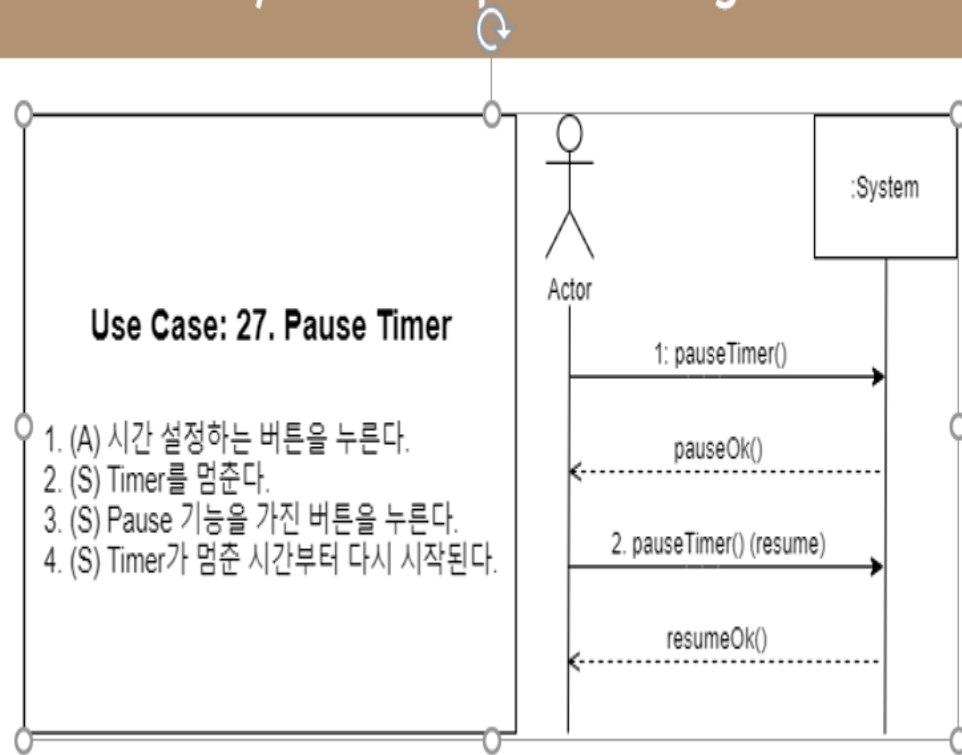 Use Case: 27. Pause Timer
1. (A) 시간 설정하는 버튼을 누른다.
2. (S) Timer를 멈춘다.
3. (S) Pause 기능을 가진 버튼을 누른다.
4. (S) Timer가 멈춘 시간부터 다시 시작된다.
:System
Actor
1: pauseTimer()
pauseOk()
2. pauseTimer() (resume)
resumeOk()